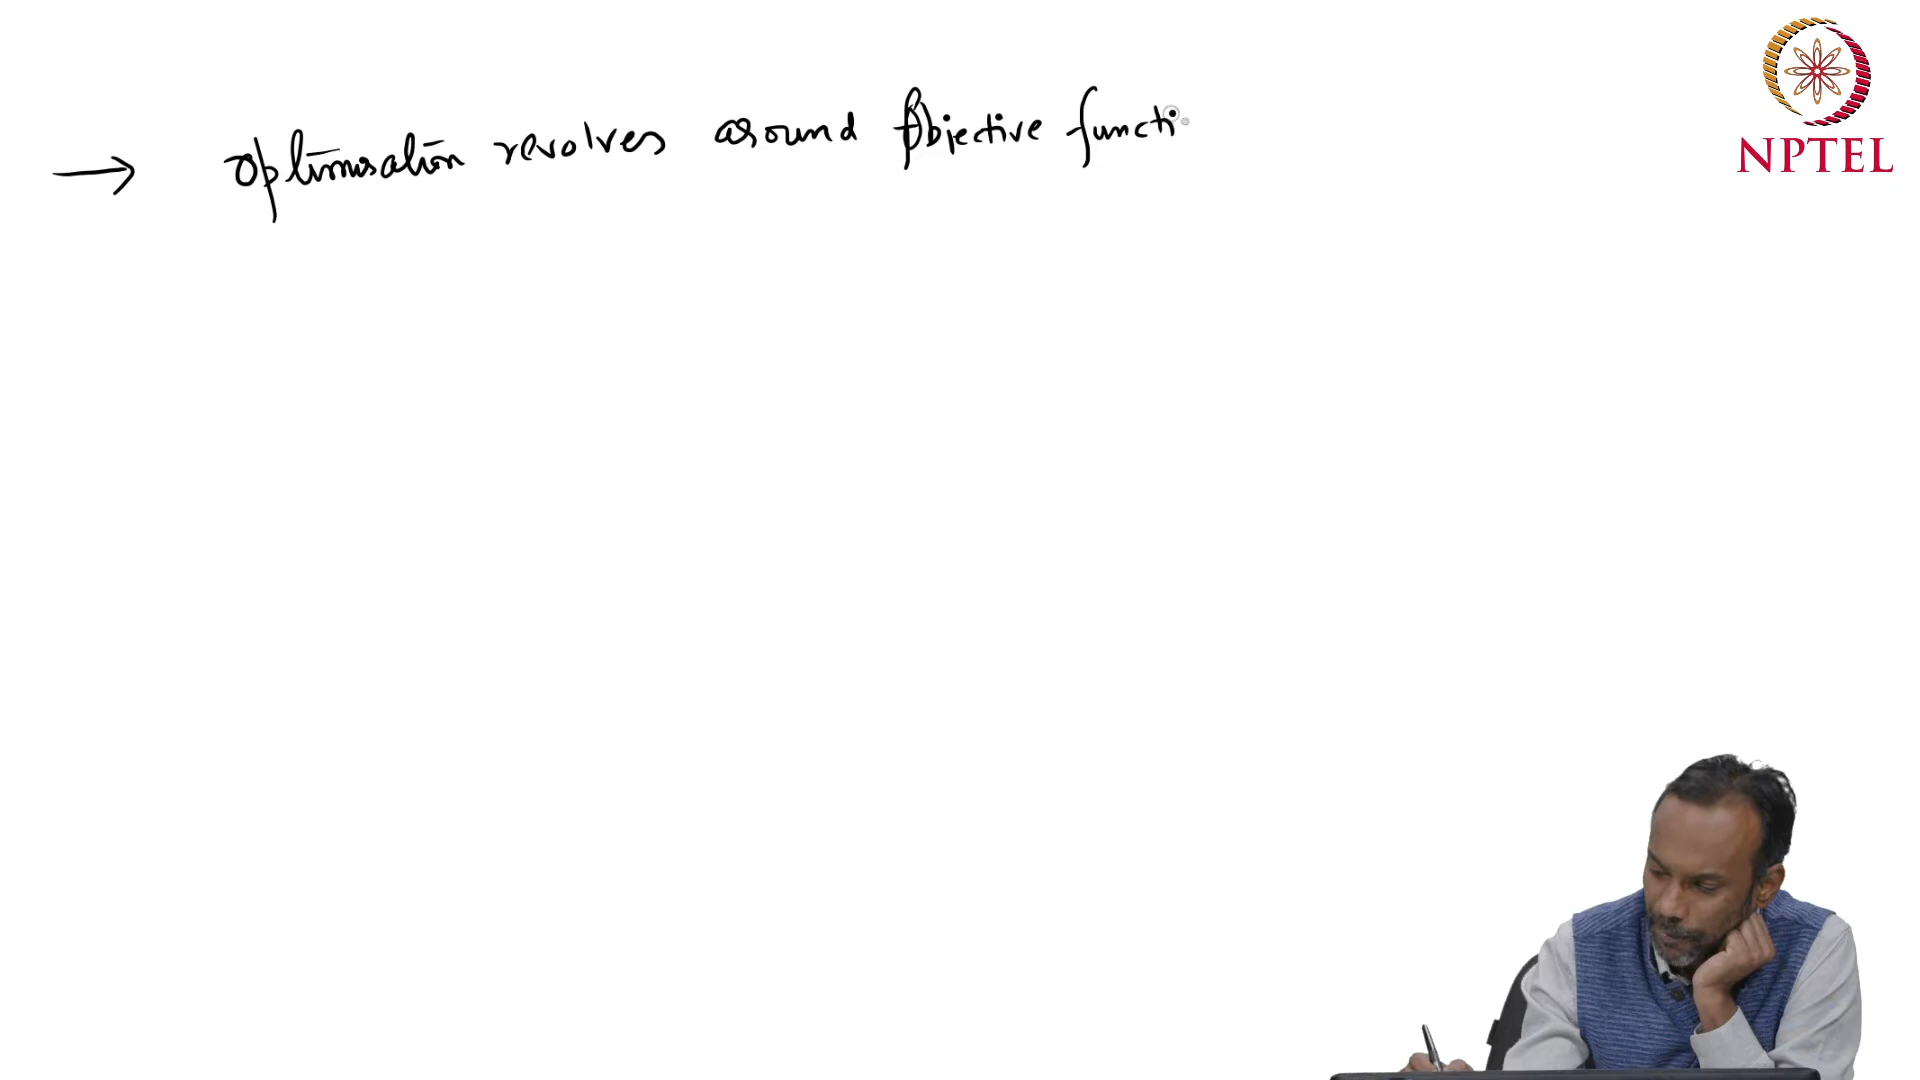 → Optimisation revolves around Objective functi
NPTEL